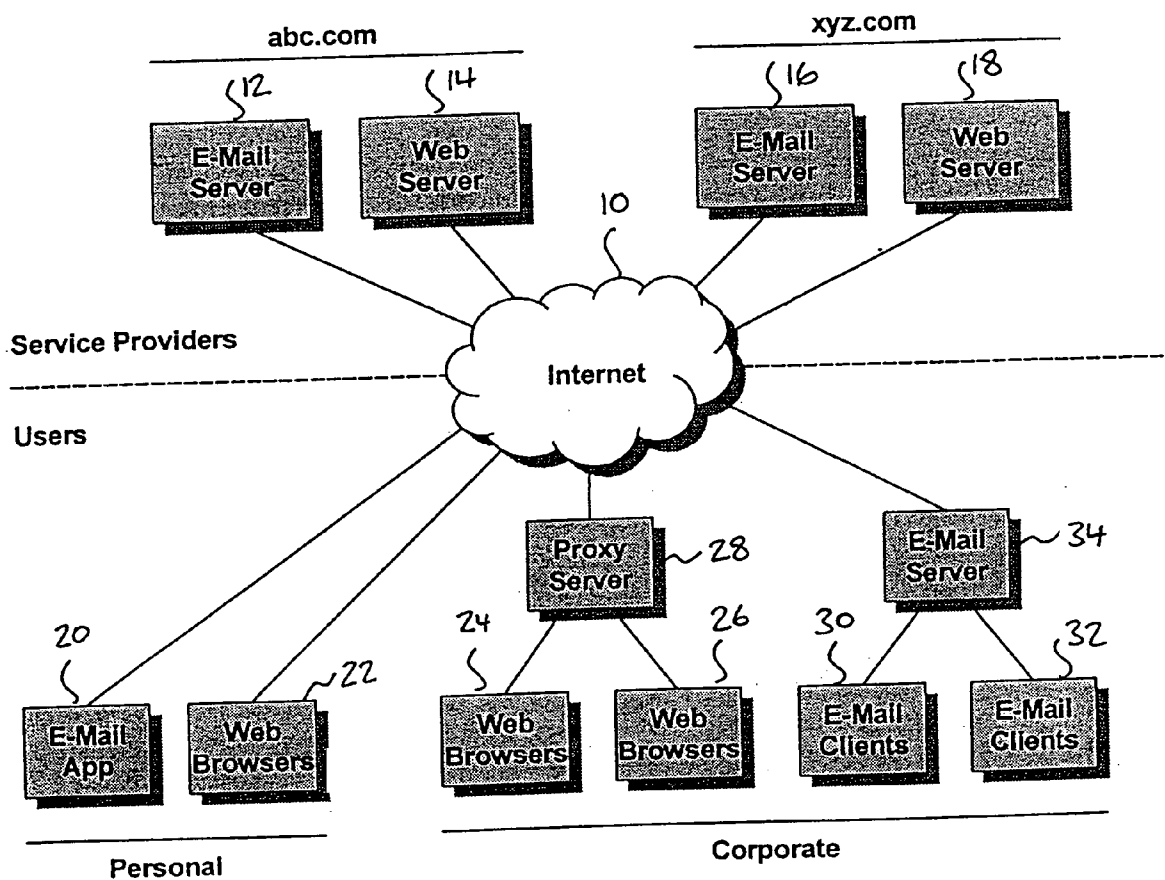 abc.com
xyz.com
12
14
16
18
E-Mail
Server
Web
Server
E-Mail
Server
Web
Server
10
Service Providers
Internet
Users
Proxy
Server
28
E-Mail
Server
34
20
22
24
26
30
32
E-Mail
App
Web
Browsers
Web
Browsers
Web
Browsers
E-Mail
Clients
E-Mail
Clients
Personal
Corporate